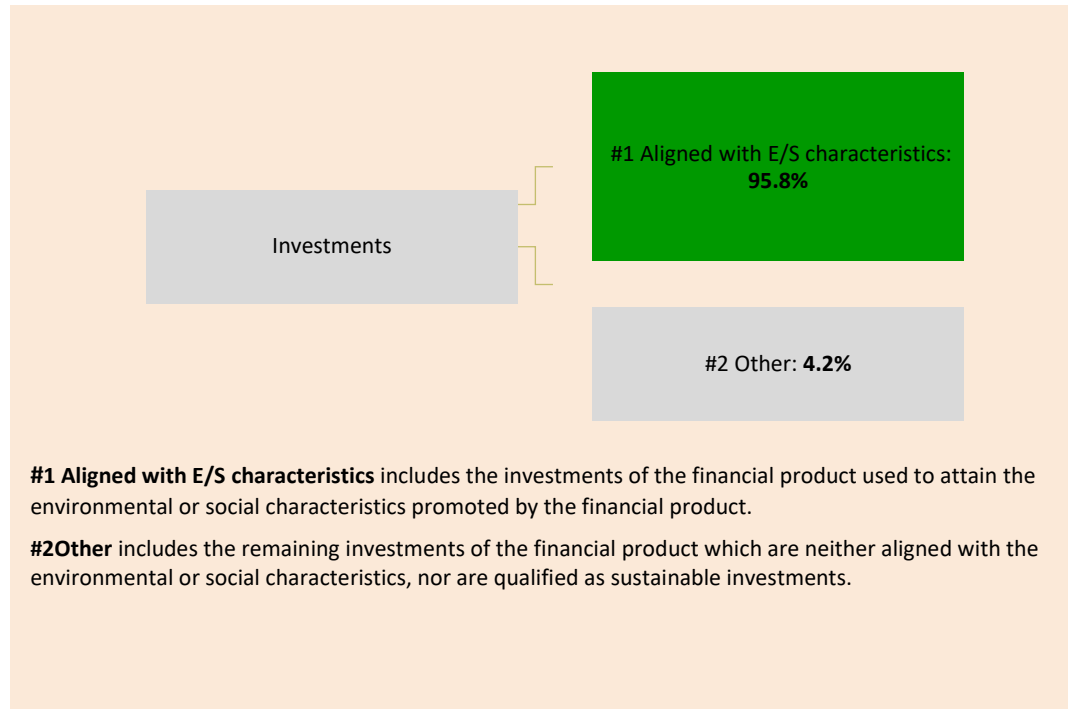 #1 Aligned with E/S characteristics:
95.8%
Investments
#2 Other: 4.2%
#1 Aligned with E/S characteristics includes the investments of the financial product used to attain the
environmental or social characteristics promoted by the financial product.
#2Other includes the remaining investments of the financial product which are neither aligned with the
environmental or social characteristics, nor are qualified as sustainable investments.